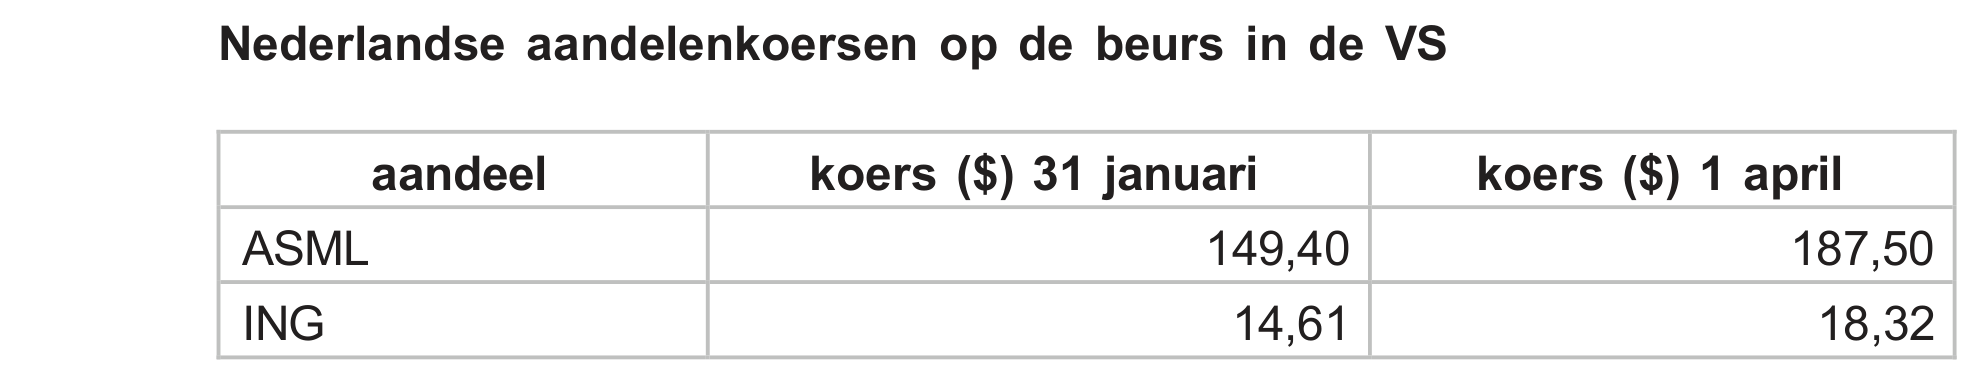 Nederlandse aandelenkoersen op de beurs in de VS
aandeel koers ($) 31 januari koers ($) 1 april
ASML 149,40 187,50
ING 14,61 18,32